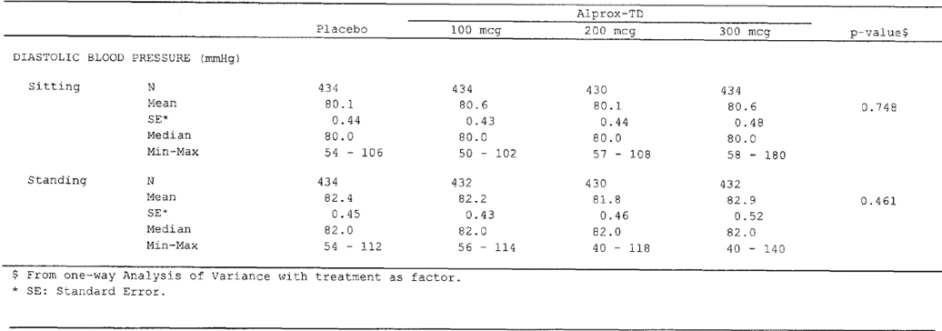 Alprox-TD
Placebo 100 mcg 200 mcg 300 mcg p-value$
DIASTOLIC BLOOD PRESSURE (mmHg)
Sitting N 434 434 430 434
Mean 80.1 80.6 80.1 80.6 0.748
SE* 0.44 0.43 0.44 0.48
Median 80.0 80.0 80.0 80.0
Min-Max 54 - 106 50 - 102 57 - 108 58 - 180
Standing N 434 432 430 432
Mean 82.4 82.2 81.8 82.9 0.461
SE* 0.45 0.43 0.46 0.52
Median 82.0 82.0 82.0 82.0
Min-Max 54 - 112 56 - 114 40 - 118 40 - 140
$ From one-way Analysis of Variance with treatment as factor.
* SE: Standard Error.